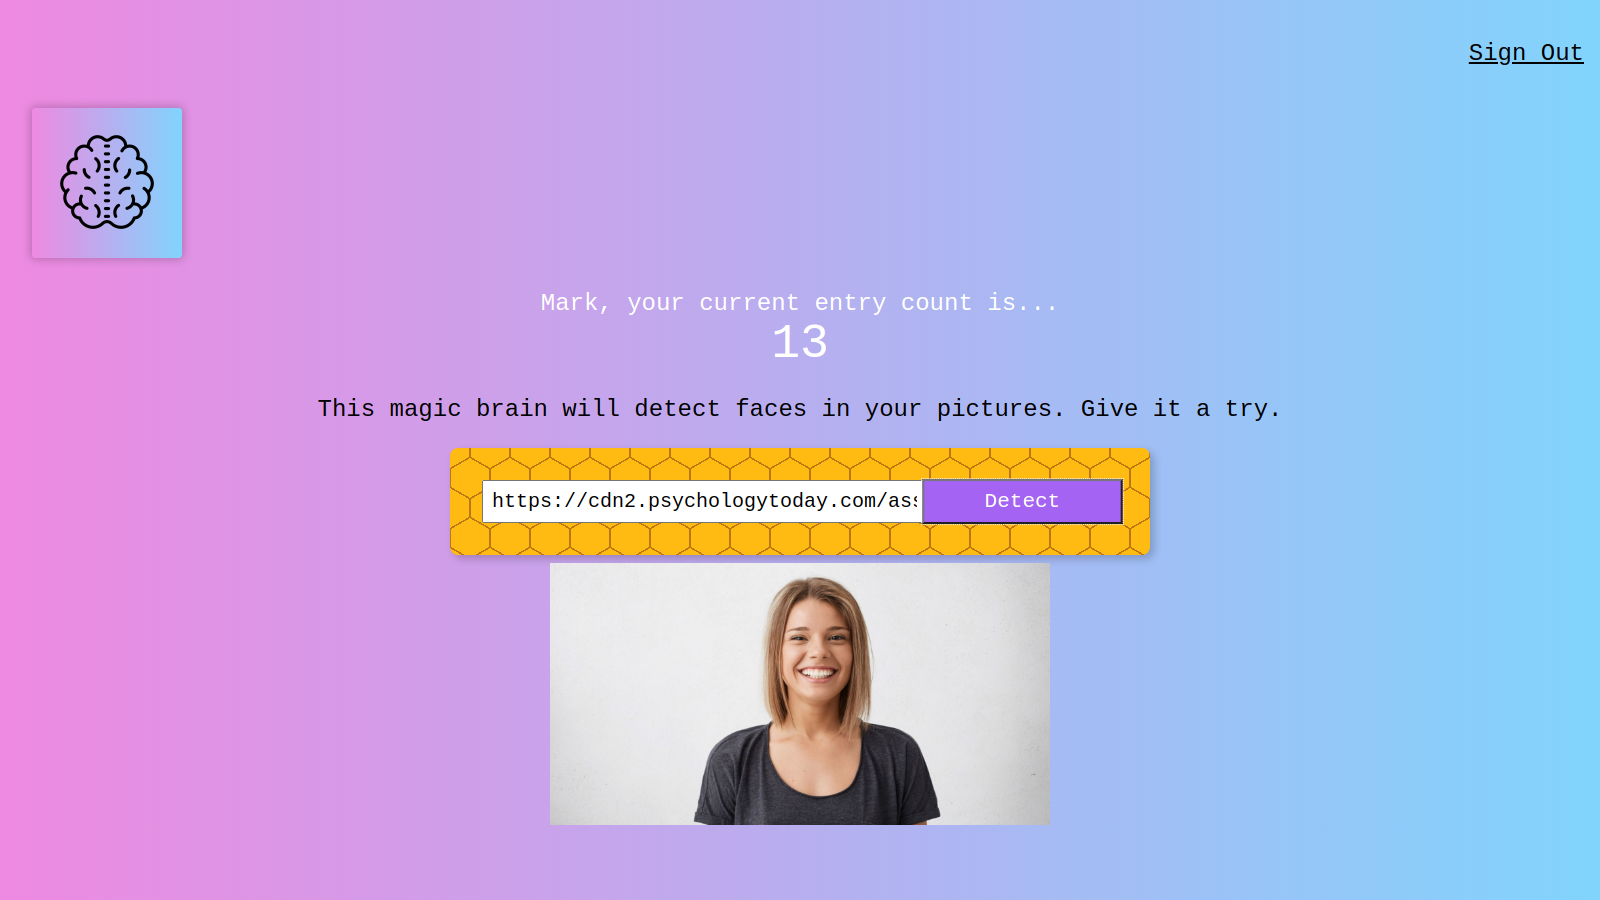 Sign Out
Mark, your current entry count is...
13
This magic brain will detect faces in your pictures. Give it a try.
https://cdn2.psychologytoday.com/as
Detect